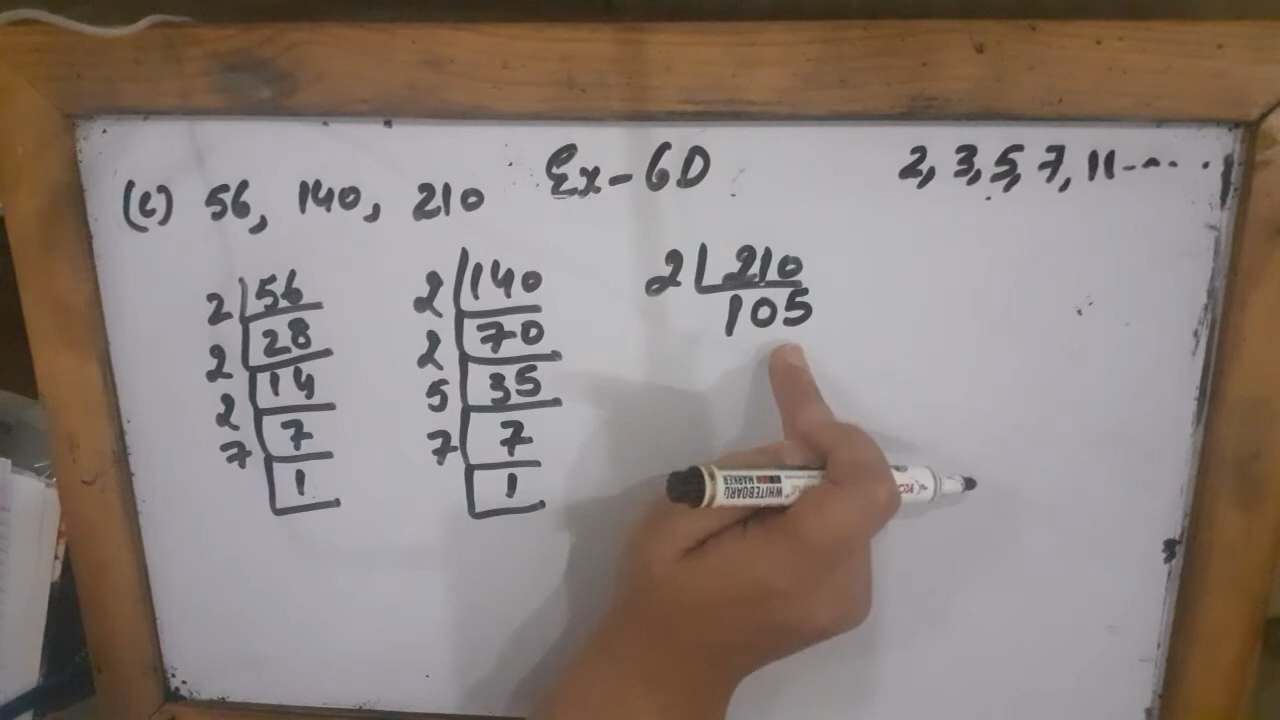 Ex-6D
2, 3, 5, 7, 11-----
(c) 56, 140, 210
2 56
2 28
2 14
7 7
1
2 140
2 70
5 35
7 7
1
2 210
105
WHITEBOARD
MARKER